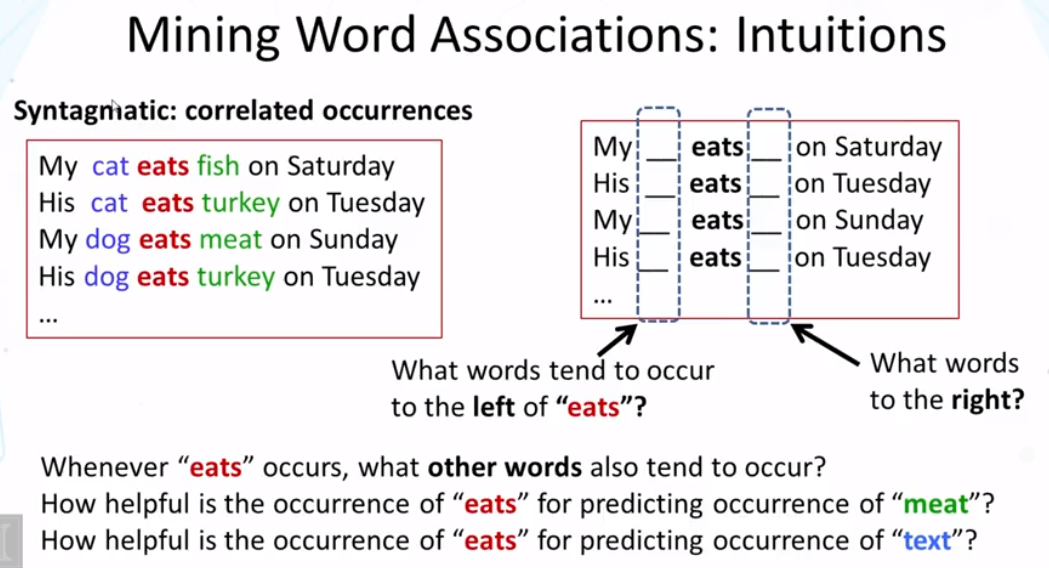 Mining Word Associations: Intuitions
Syntagmatic: correlated occurrences
My cat eats fish on Saturday
His cat eats turkey on Tuesday
My dog eats meat on Sunday
His dog eats turkey on Tuesday
...
My __ eats __ on Saturday
His __ eats __ on Tuesday
My __ eats __ on Sunday
His __ eats __ on Tuesday
...
What words tend to occur
to the left of “eats”?
What words
to the right?
Whenever “eats” occurs, what other words also tend to occur?
How helpful is the occurrence of “eats” for predicting occurrence of “meat”?
How helpful is the occurrence of “eats” for predicting occurrence of “text”?